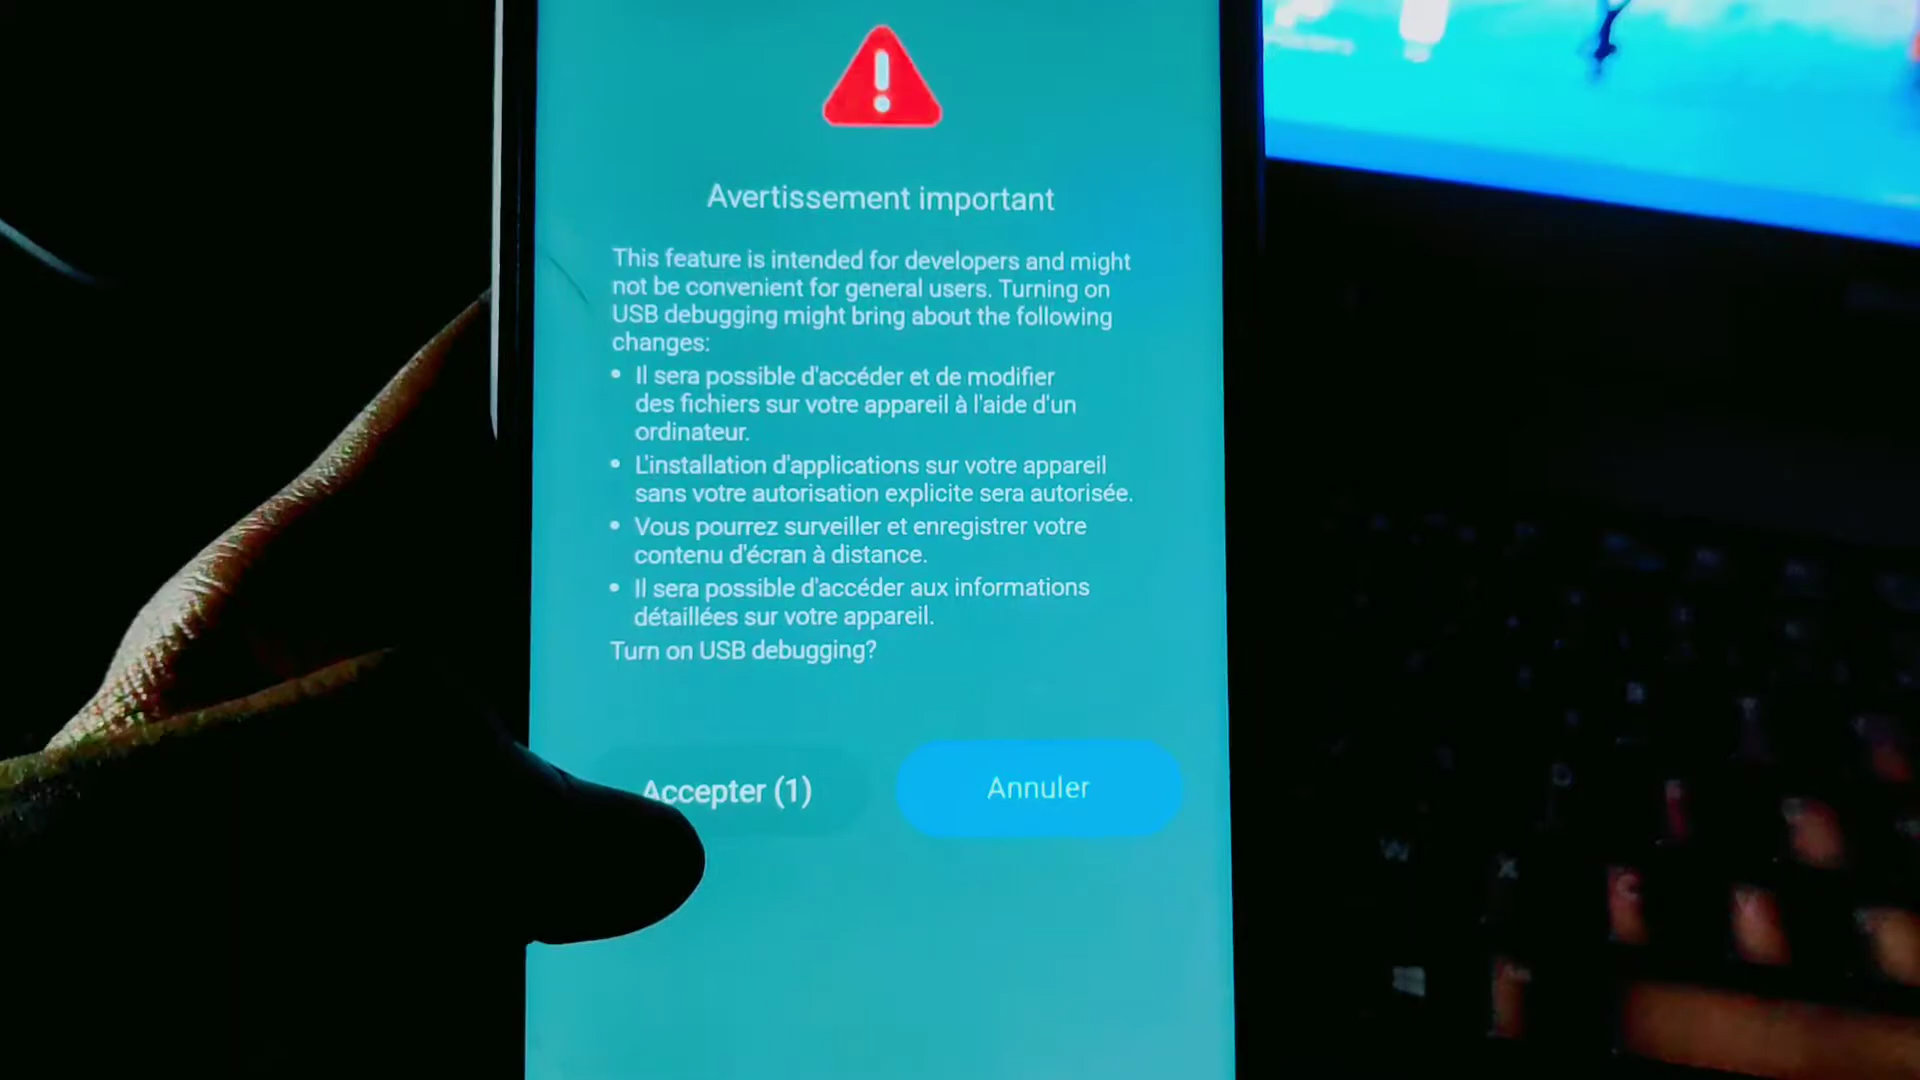 Avertissement important
This feature is intended for developers and might
not be convenient for general users. Turning on
USB debugging might bring about the following
changes:
• Il sera possible d'accéder et de modifier
des fichiers sur votre appareil à l'aide d'un
ordinateur.
• L'installation d'applications sur votre appareil
sans votre autorisation explicite sera autorisée.
• Vous pourrez surveiller et enregistrer votre
contenu d'écran à distance.
• Il sera possible d'accéder aux informations
détaillées sur votre appareil.
Turn on USB debugging?
Accepter (1)
Annuler
W
X
C
V